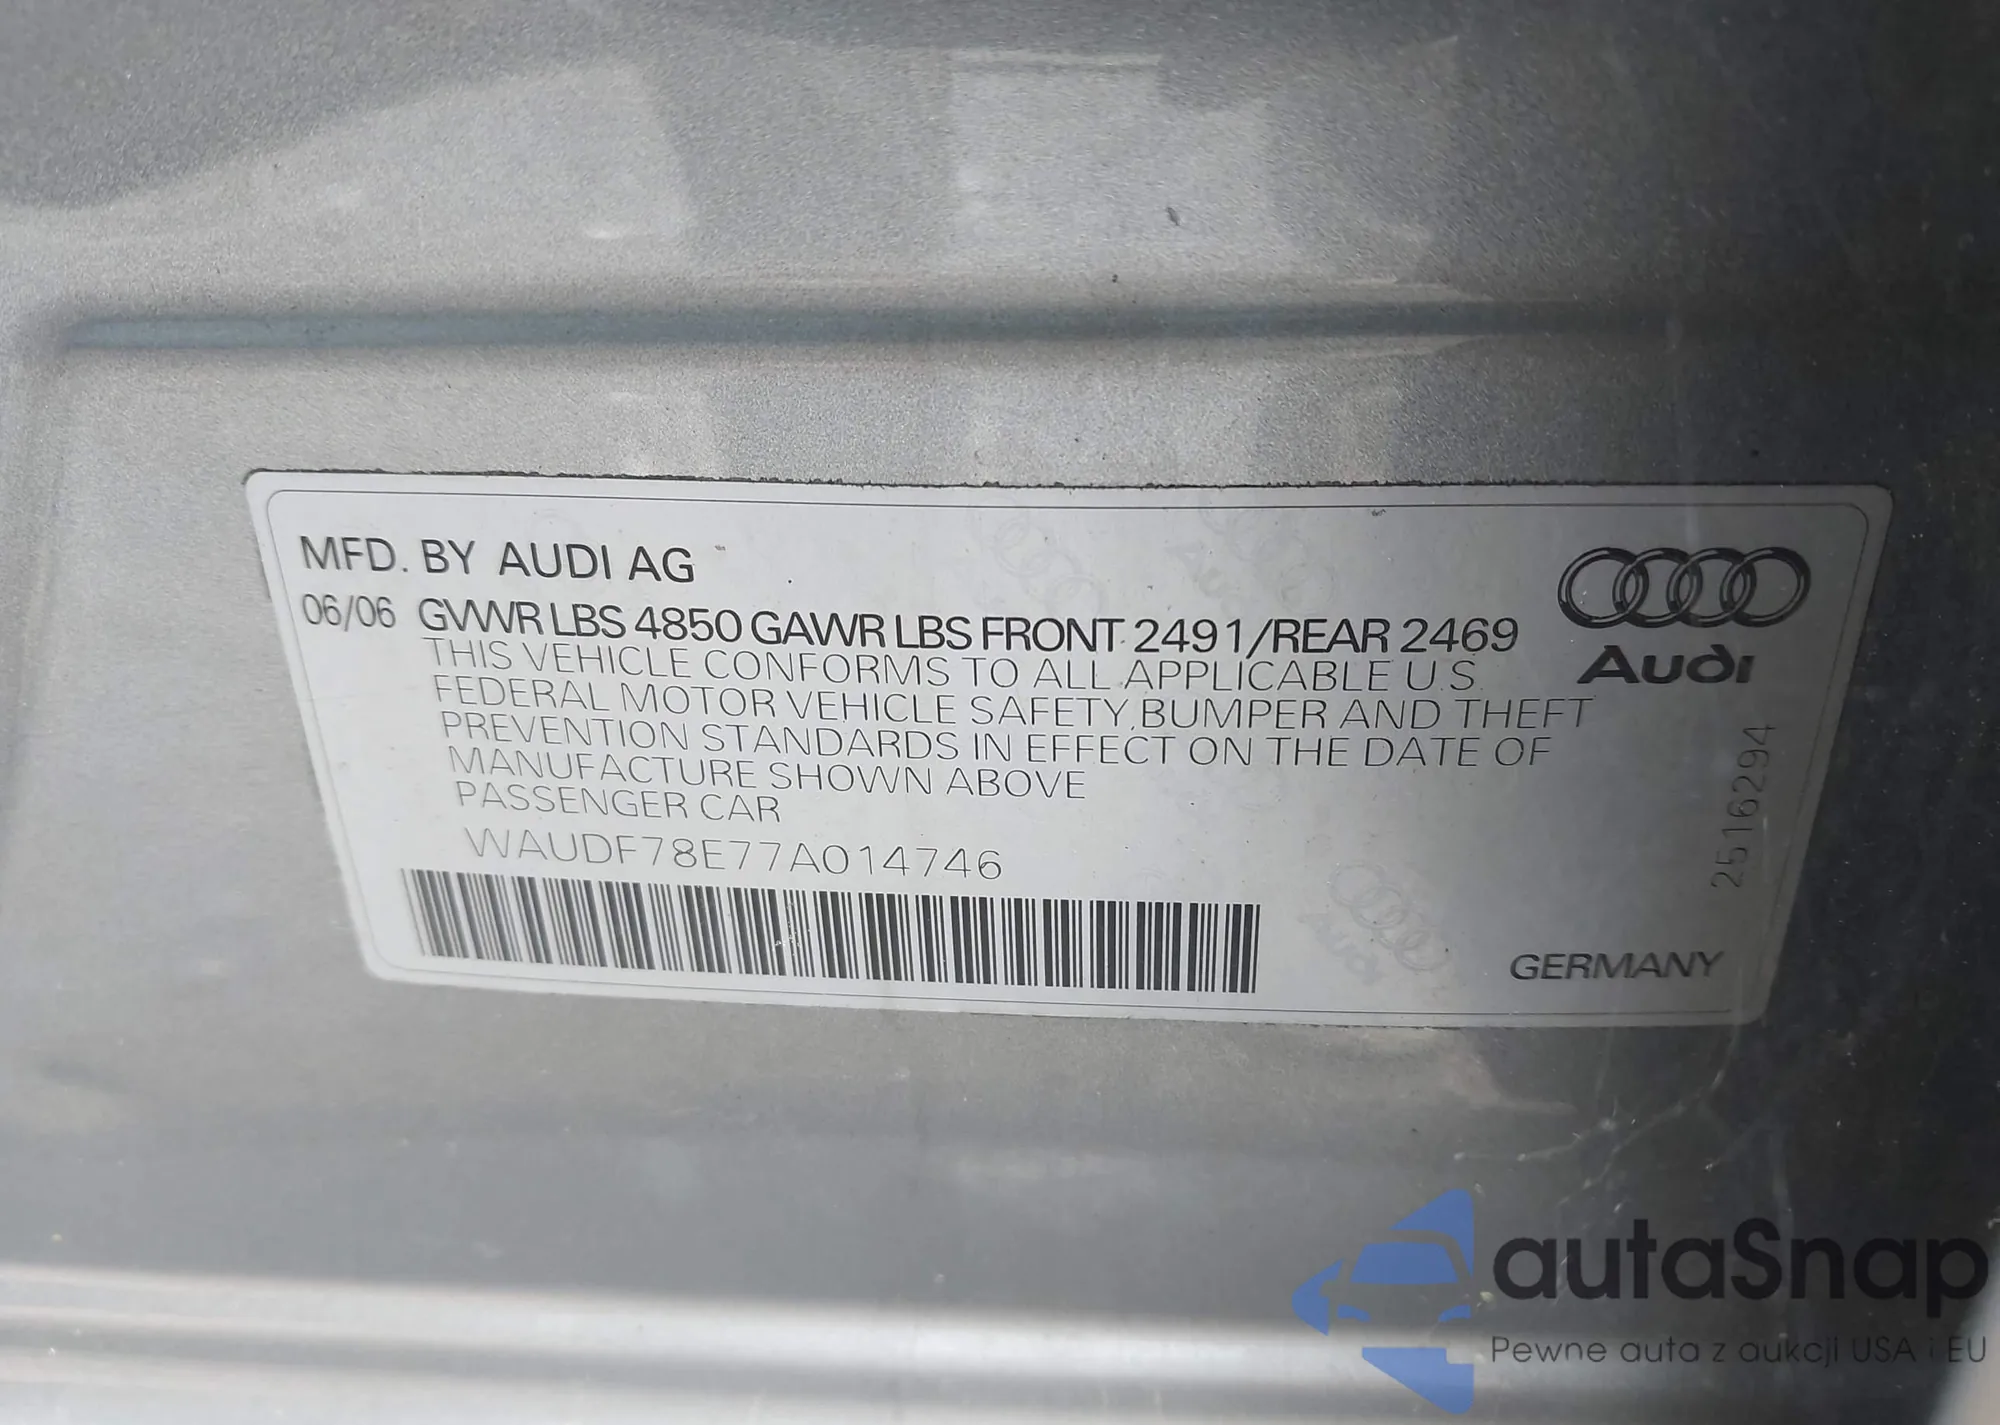 MFD. BY AUDI AG
06/06 GVWR LBS 4850 GAWR LBS FRONT 2491/REAR 2469
THIS VEHICLE CONFORMS TO ALL APPLICABLE U.S.
FEDERAL MOTOR VEHICLE SAFETY, BUMPER AND THEFT
PREVENTION STANDARDS IN EFFECT ON THE DATE OF
MANUFACTURE SHOWN ABOVE
PASSENGER CAR
WAUDF78E77A014746
Audi
2516294
GERMANY
autaSnap
Pewne auta z aukcji USA i EU